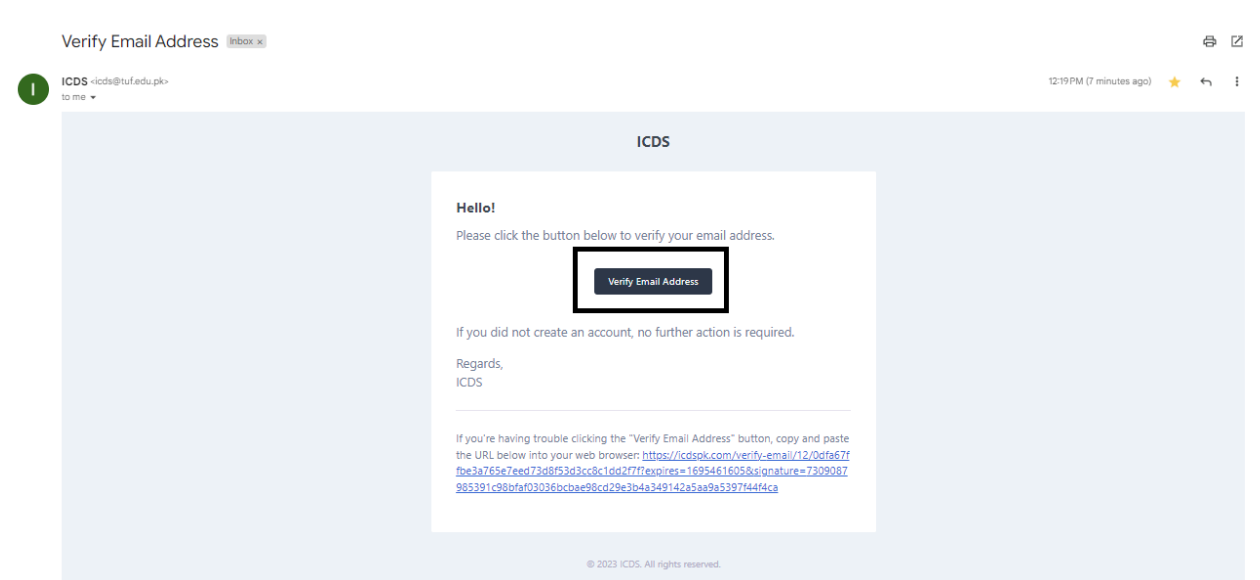 Verify Email Address Inbox x
ICDS <icds@tuf.edu.pk>
12:19 PM (7 minutes ago)
to me
I
ICDS
Hello!
Please click the button below to verify your email address.
Verify Email Address
If you did not create an account, no further action is required.
Regards,
ICDS
If you're having trouble clicking the "Verify Email Address" button, copy and paste
the URL below into your web browser: https://icdspk.com/verify-email/12/0dfa67f
fbe3a765e7eed73d8f53d3cc8c1dd2f7f?expires=1695461605&signature=7309087
985391c98bfaf03036bcbae98cd29e3b4a349142a5aa9a5397f44f4ca
© 2023 ICDS. All rights reserved.